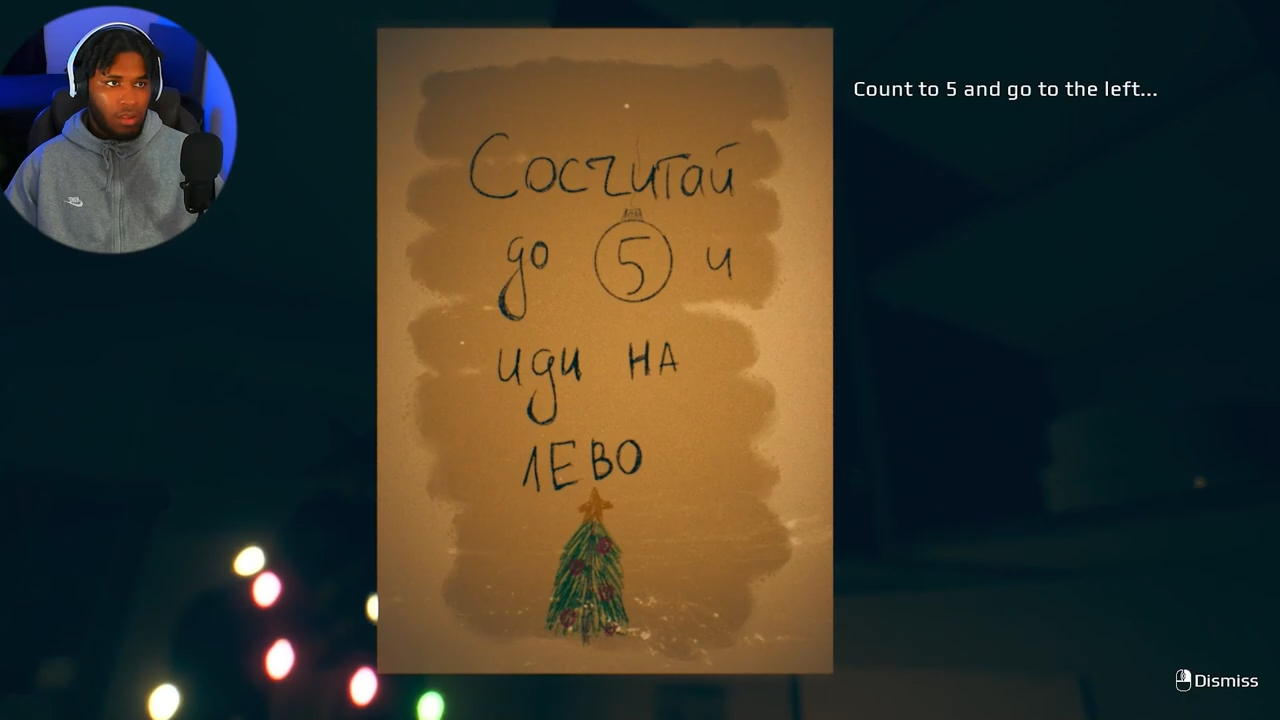 Сосчитай
до 5 и
иди НА
ЛЕВО
Count to 5 and go to the left...
Dismiss